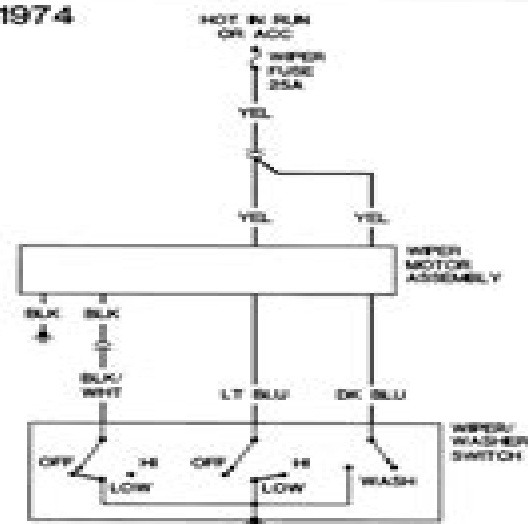 1974
HOT IN RUN
OR ACC
WIPER
FUSE
25A
YEL
YEL
YEL
WIPER
MOTOR
ASSEMBLY
BLK
BLK
BLK/
WHT
LT BLU
DK BLU
WIPER/
WASHER
SWITCH
OFF
HI
LOW
OFF
HI
LOW
WASH